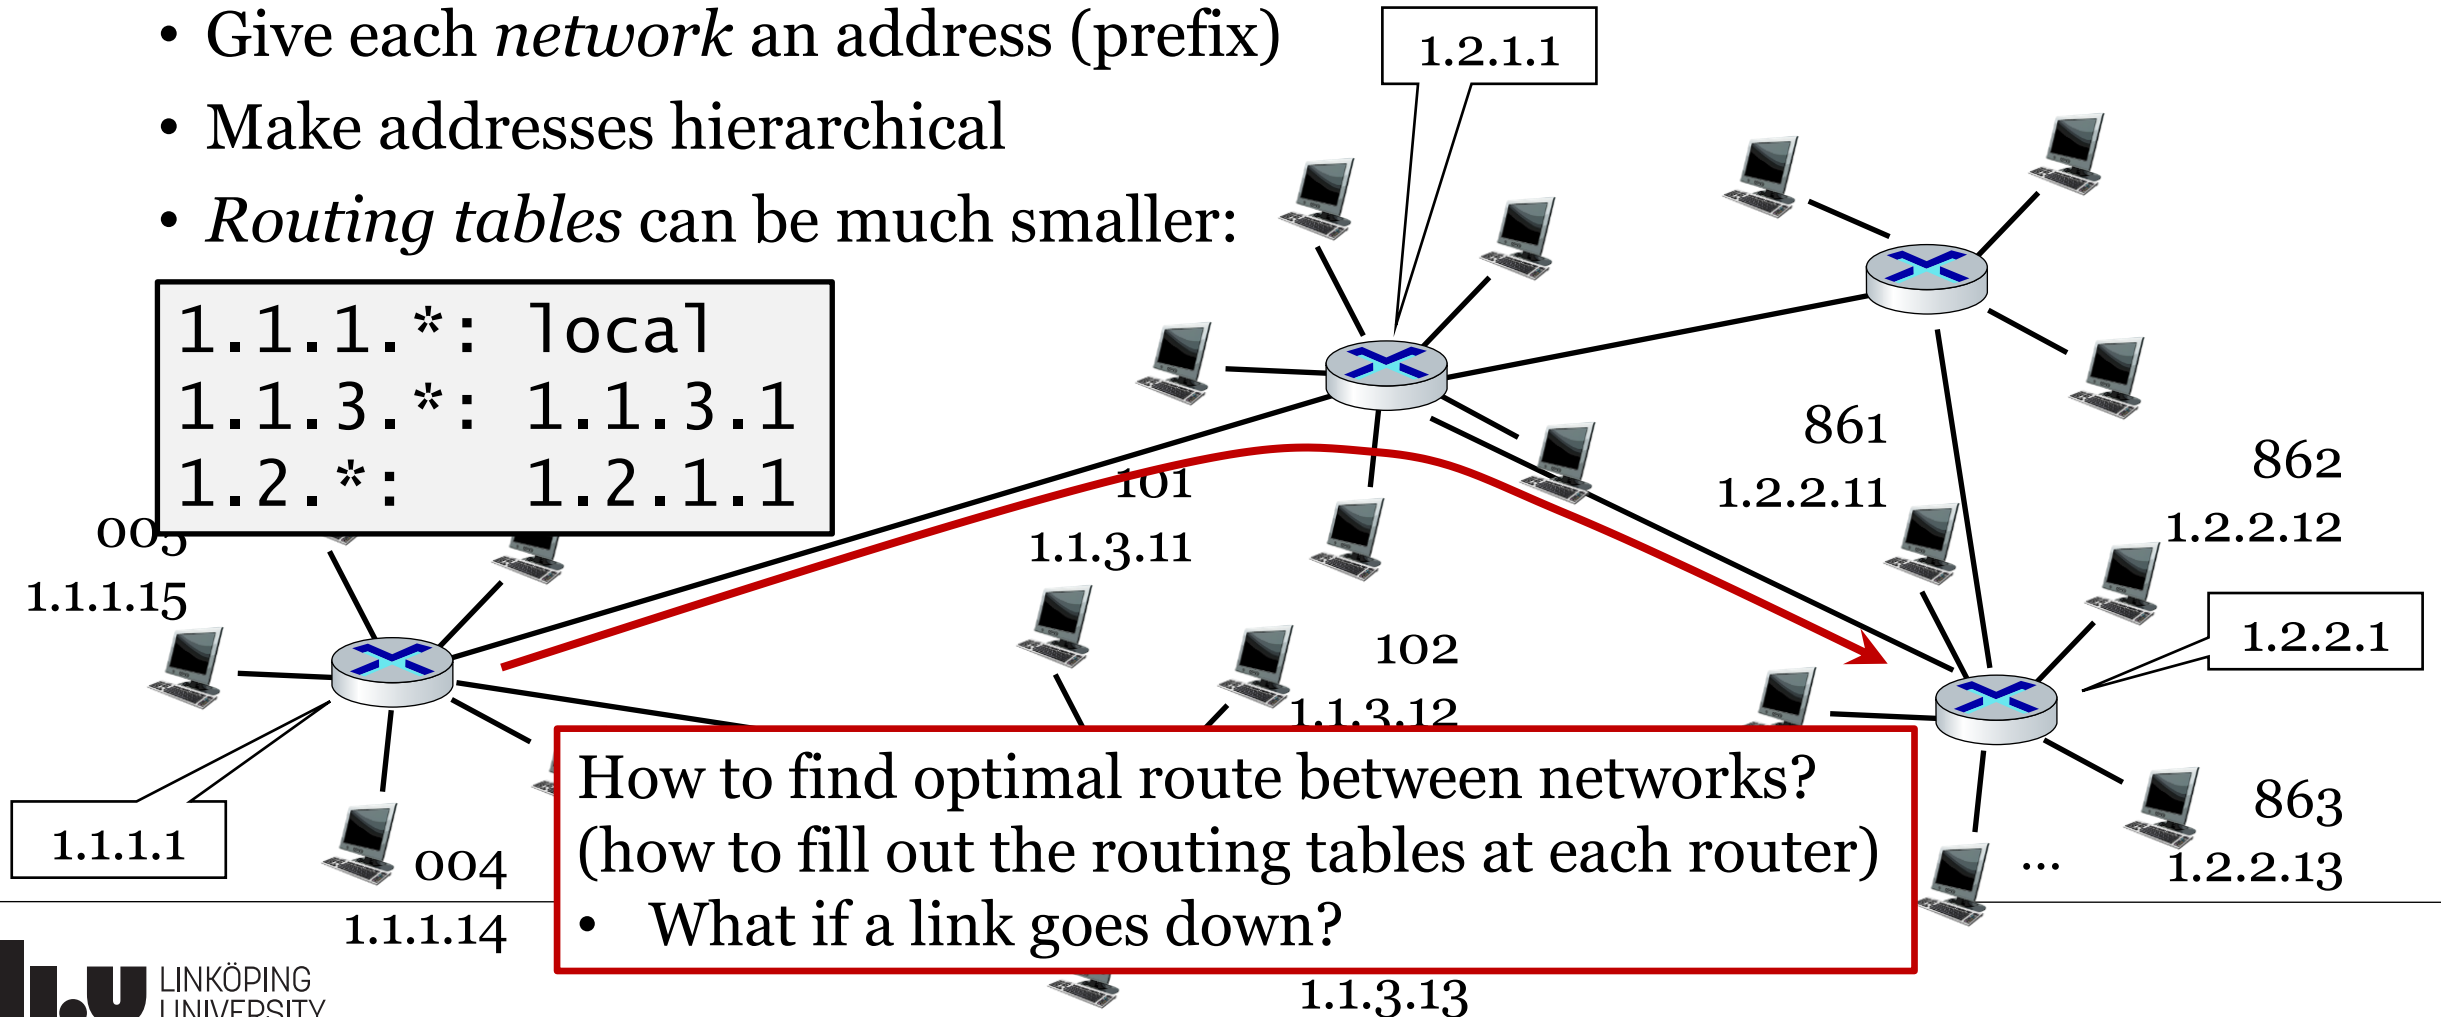 • Give each network an address (prefix)
• Make addresses hierarchical
• Routing tables can be much smaller:
1.1.1.*: local
1.1.3.*: 1.1.3.1
1.2.*: 1.2.1.1
1.2.1.1
861
1.2.2.11
862
1.2.2.12
101
1.1.3.11
005
1.1.1.15
1.2.2.1
102
1.1.3.12
How to find optimal route between networks?
(how to fill out the routing tables at each router)
• What if a link goes down?
1.1.1.1
004
1.1.1.14
863
1.2.2.13
...
1.1.3.13
LINKÖPING
UNIVERSITY